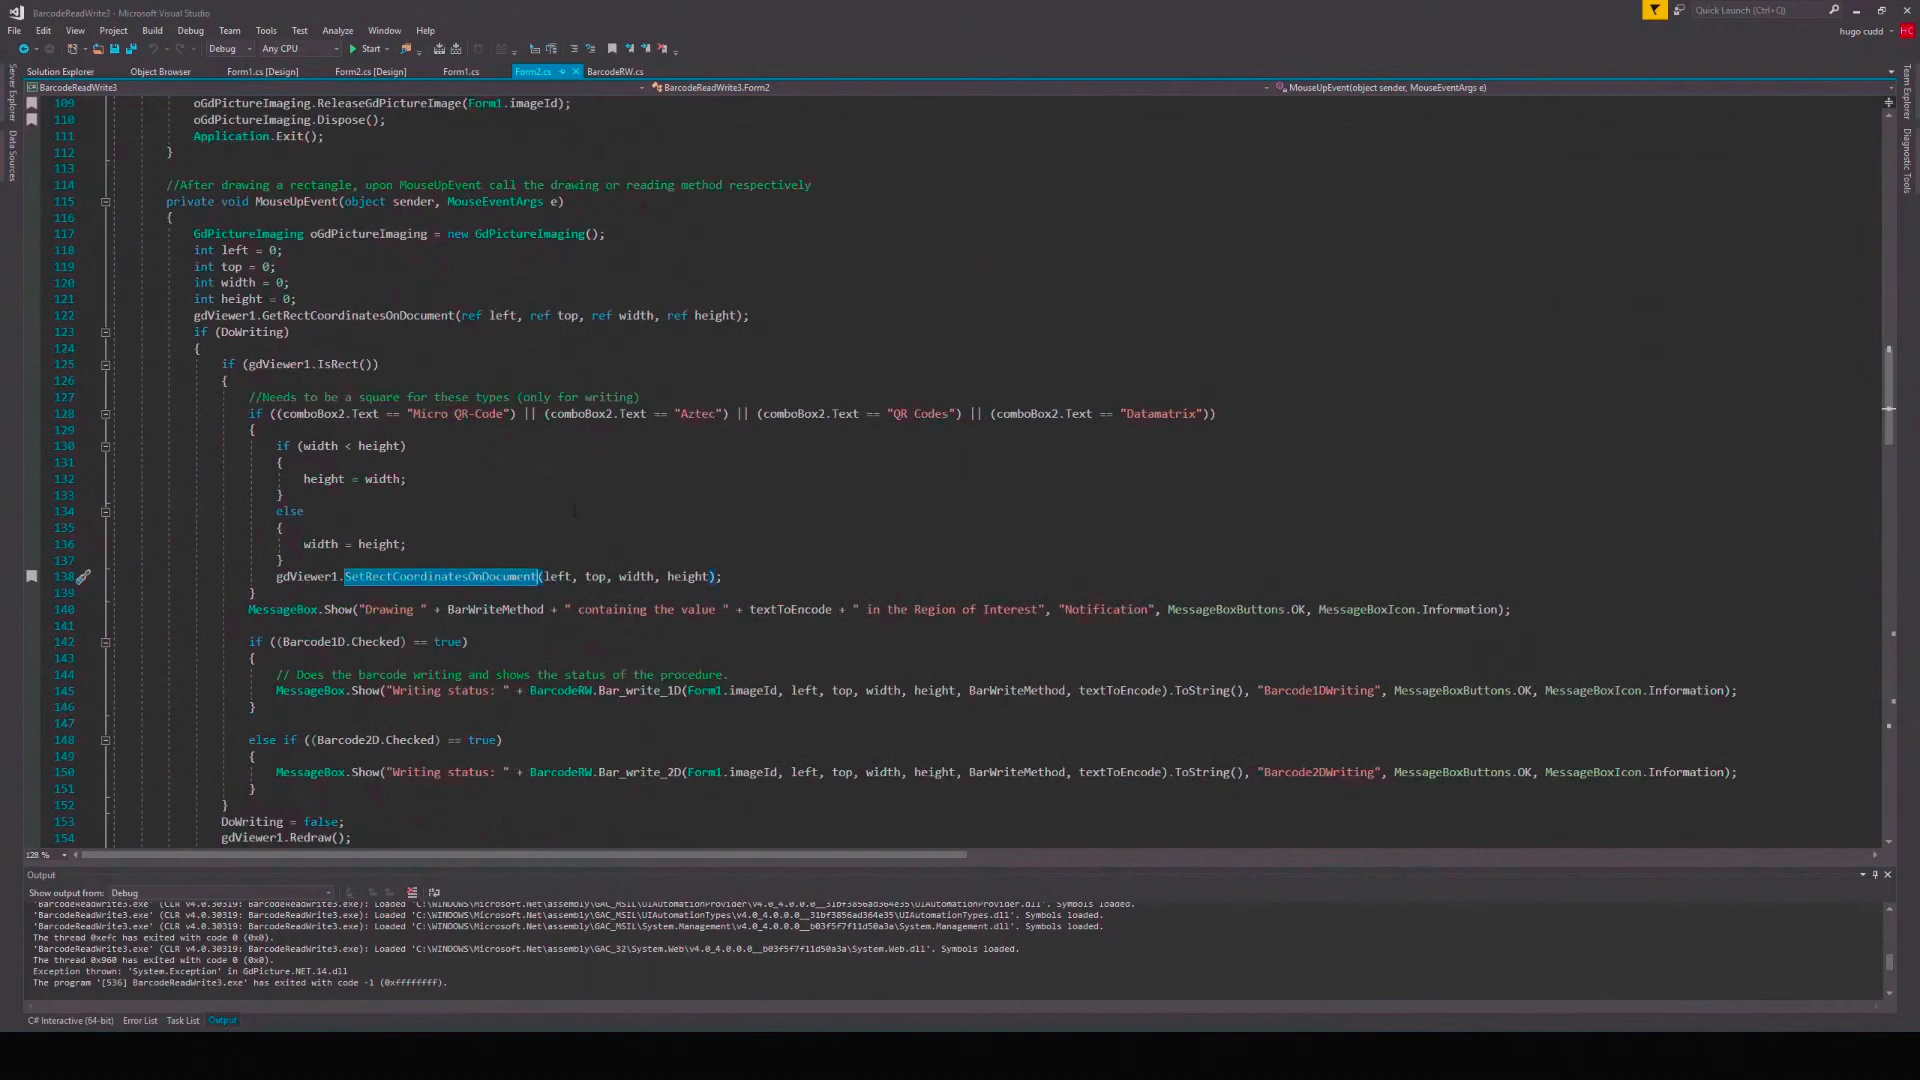 BarcodeReadWrite3 - Microsoft Visual Studio
Quick Launch (Ctrl+Q)
File Edit View Project Build Debug Team Tools Test Analyze Window Help
hugo cudd HC
Debug Any CPU Start
Solution Explorer Object Browser Form1.cs [Design] Form2.cs [Design] Form1.cs Form2.cs BarcodeRW.cs
BarcodeReadWrite3 BarcodeReadWrite3.Form2 MouseUpEvent(object sender, MouseEventArgs e)
Server Explorer
Data Sources
Team Explorer
Diagnostic Tools
109 oGdPictureImaging.ReleaseGdPictureImage(Form1.imageId);
110 oGdPictureImaging.Dispose();
111 Application.Exit();
112 }
113
114 //After drawing a rectangle, upon MouseUpEvent call the drawing or reading method respectively
115 private void MouseUpEvent(object sender, MouseEventArgs e)
116 {
117 GdPictureImaging oGdPictureImaging = new GdPictureImaging();
118 int left = 0;
119 int top = 0;
120 int width = 0;
121 int height = 0;
122 gdViewer1.GetRectCoordinatesOnDocument(ref left, ref top, ref width, ref height);
123 if (DoWriting)
124 {
125 if (gdViewer1.IsRect())
126 {
127 //Needs to be a square for these types (only for writing)
128 if ((comboBox2.Text == "Micro QR-Code") || (comboBox2.Text == "Aztec") || (comboBox2.Text == "QR Codes") || (comboBox2.Text == "Datamatrix"))
129 {
130 if (width < height)
131 {
132 height = width;
133 }
134 else
135 {
136 width = height;
137 }
138 gdViewer1.SetRectCoordinatesOnDocument(left, top, width, height);
139 }
140 MessageBox.Show("Drawing " + BarWriteMethod + " containing the value " + textToEncode + " in the Region of Interest", "Notification", MessageBoxButtons.OK, MessageBoxIcon.Information);
141
142 if ((Barcode1D.Checked) == true)
143 {
144 // Does the barcode writing and shows the status of the procedure.
145 MessageBox.Show("Writing status: " + BarcodeRW.Bar_write_1D(Form1.imageId, left, top, width, height, BarWriteMethod, textToEncode).ToString(), "Barcode1DWriting", MessageBoxButtons.OK, MessageBoxIcon.Information);
146 }
147
148 else if ((Barcode2D.Checked) == true)
149 {
150 MessageBox.Show("Writing status: " + BarcodeRW.Bar_write_2D(Form1.imageId, left, top, width, height, BarWriteMethod, textToEncode).ToString(), "Barcode2DWriting", MessageBoxButtons.OK, MessageBoxIcon.Information);
151 }
152 }
153 DoWriting = false;
154 gdViewer1.Redraw();
128 %
Output
Show output from: Debug
'BarcodeReadWrite3.exe' (CLR v4.0.30319: BarcodeReadWrite3.exe): Loaded 'C:\WINDOWS\Microsoft.Net\assembly\GAC_MSIL\UIAutomationProvider\v4.0_4.0.0.0__31bf3856ad364e35\UIAutomationProvider.dll'. Symbols loaded.
'BarcodeReadWrite3.exe' (CLR v4.0.30319: BarcodeReadWrite3.exe): Loaded 'C:\WINDOWS\Microsoft.Net\assembly\GAC_MSIL\UIAutomationTypes\v4.0_4.0.0.0__31bf3856ad364e35\UIAutomationTypes.dll'. Symbols loaded.
'BarcodeReadWrite3.exe' (CLR v4.0.30319: BarcodeReadWrite3.exe): Loaded 'C:\WINDOWS\Microsoft.Net\assembly\GAC_MSIL\System.Management\v4.0_4.0.0.0__b03f5f7f11d50a3a\System.Management.dll'. Symbols loaded.
The thread 0xefc has exited with code 0 (0x0).
'BarcodeReadWrite3.exe' (CLR v4.0.30319: BarcodeReadWrite3.exe): Loaded 'C:\WINDOWS\Microsoft.Net\assembly\GAC_32\System.Web\v4.0_4.0.0.0__b03f5f7f11d50a3a\System.Web.dll'. Symbols loaded.
The thread 0x960 has exited with code 0 (0x0).
Exception thrown: 'System.Exception' in GdPicture.NET.14.dll
The program '[536] BarcodeReadWrite3.exe' has exited with code -1 (0xffffffff).
C# Interactive (64-bit) Error List Task List Output